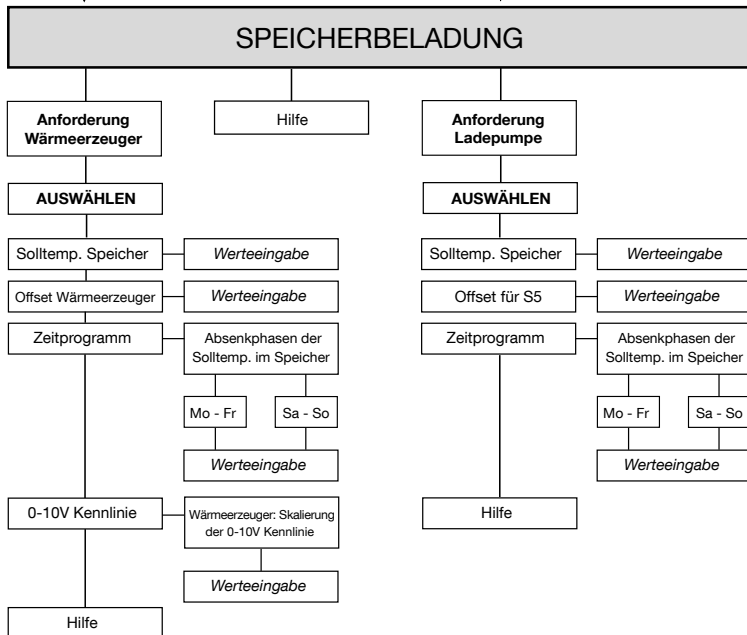 SPEICHERBELADUNG
Anforderung
Wärmeerzeuger
Hilfe
Anforderung
Ladepumpe
AUSWÄHLEN
AUSWÄHLEN
Solltemp. Speicher
Werteeingabe
Solltemp. Speicher
Werteeingabe
Offset Wärmeerzeuger
Werteeingabe
Offset für S5
Werteeingabe
Zeitprogramm
Absenkphasen der
Solltemp. im Speicher
Zeitprogramm
Absenkphasen der
Solltemp. im Speicher
Mo - Fr
Sa - So
Mo - Fr
Sa - So
Werteeingabe
Werteeingabe
0-10V Kennlinie
Wärmeerzeuger: Skalierung
der 0-10V Kennlinie
Hilfe
Werteeingabe
Hilfe